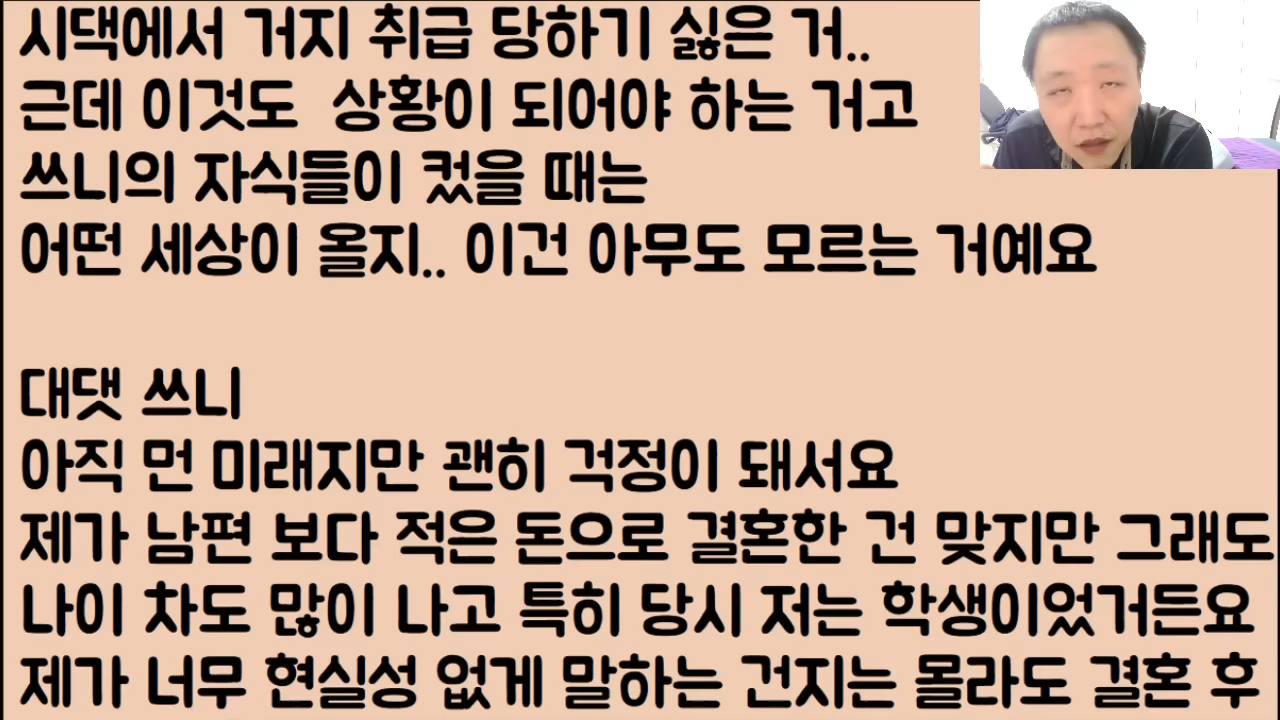 시댁에서 거지 취급 당하기 싫은 거..
근데 이것도 상황이 되어야 하는 거고
쓰니의 자식들이 컸을 때는
어떤 세상이 올지.. 이건 아무도 모르는 거예요
대댓 쓰니
아직 먼 미래지만 괜히 걱정이 돼서요
제가 남편 보다 적은 돈으로 결혼한 건 맞지만 그래도
나이 차도 많이 나고 특히 당시 저는 학생이었거든요
제가 너무 현실성 없게 말하는 건지는 몰라도 결혼 후